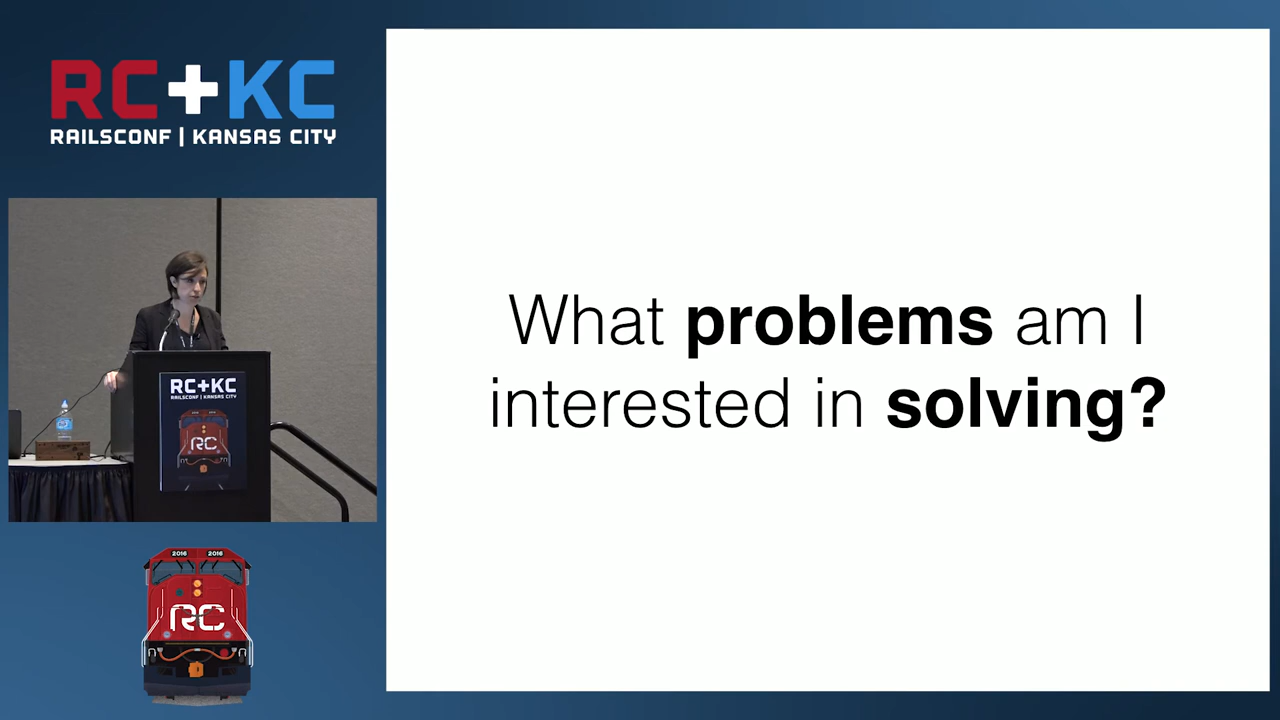 RC+KC
RAILSCONF | KANSAS CITY
What problems am I
interested in solving?
RC+KC
RAILSCONF | KANSAS CITY
RC
2016 2016
RC